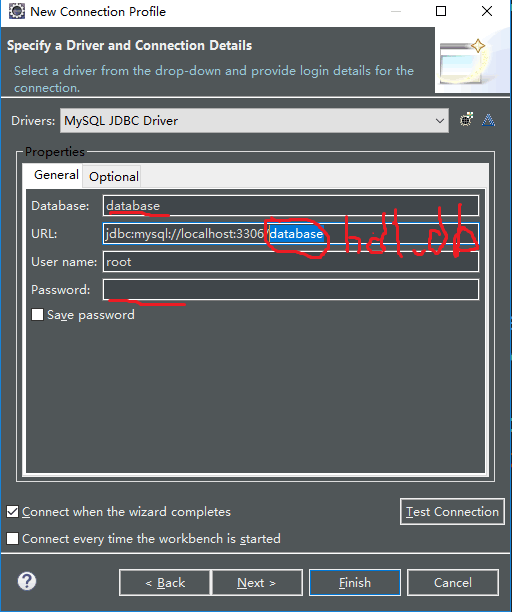 New Connection Profile
Specify a Driver and Connection Details
Select a driver from the drop-down and provide login details for the
connection.
Drivers: MySQL JDBC Driver
Properties
General Optional
Database: database
URL: jdbc:mysql://localhost:3306/database
User name: root
Password:
Save password
Connect when the wizard completes
Test Connection
Connect every time the workbench is started
? < Back Next > Finish Cancel